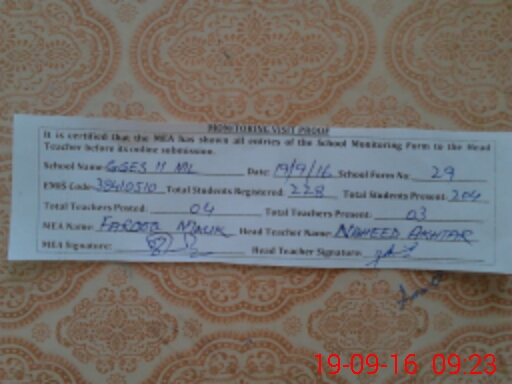 MONITORING VISIT PROOF
It is certified that the MEA has shown all entries of the School Monitoring Form to the Head
Teacher before its online submission.
School Name: GGES 11 ML Date: 19/9/16 School Form No: 29
EMIS Code: 38410510 Total Students Registered: 228 Total Students Present: 204
Total Teachers Posted: 04 Total Teachers Present: 03
MEA Name: FAROOQ MALIK Head Teacher Name: NAHEED AKHTAR
MEA Signature: Head Teacher Signature:
19-09-16 09:23